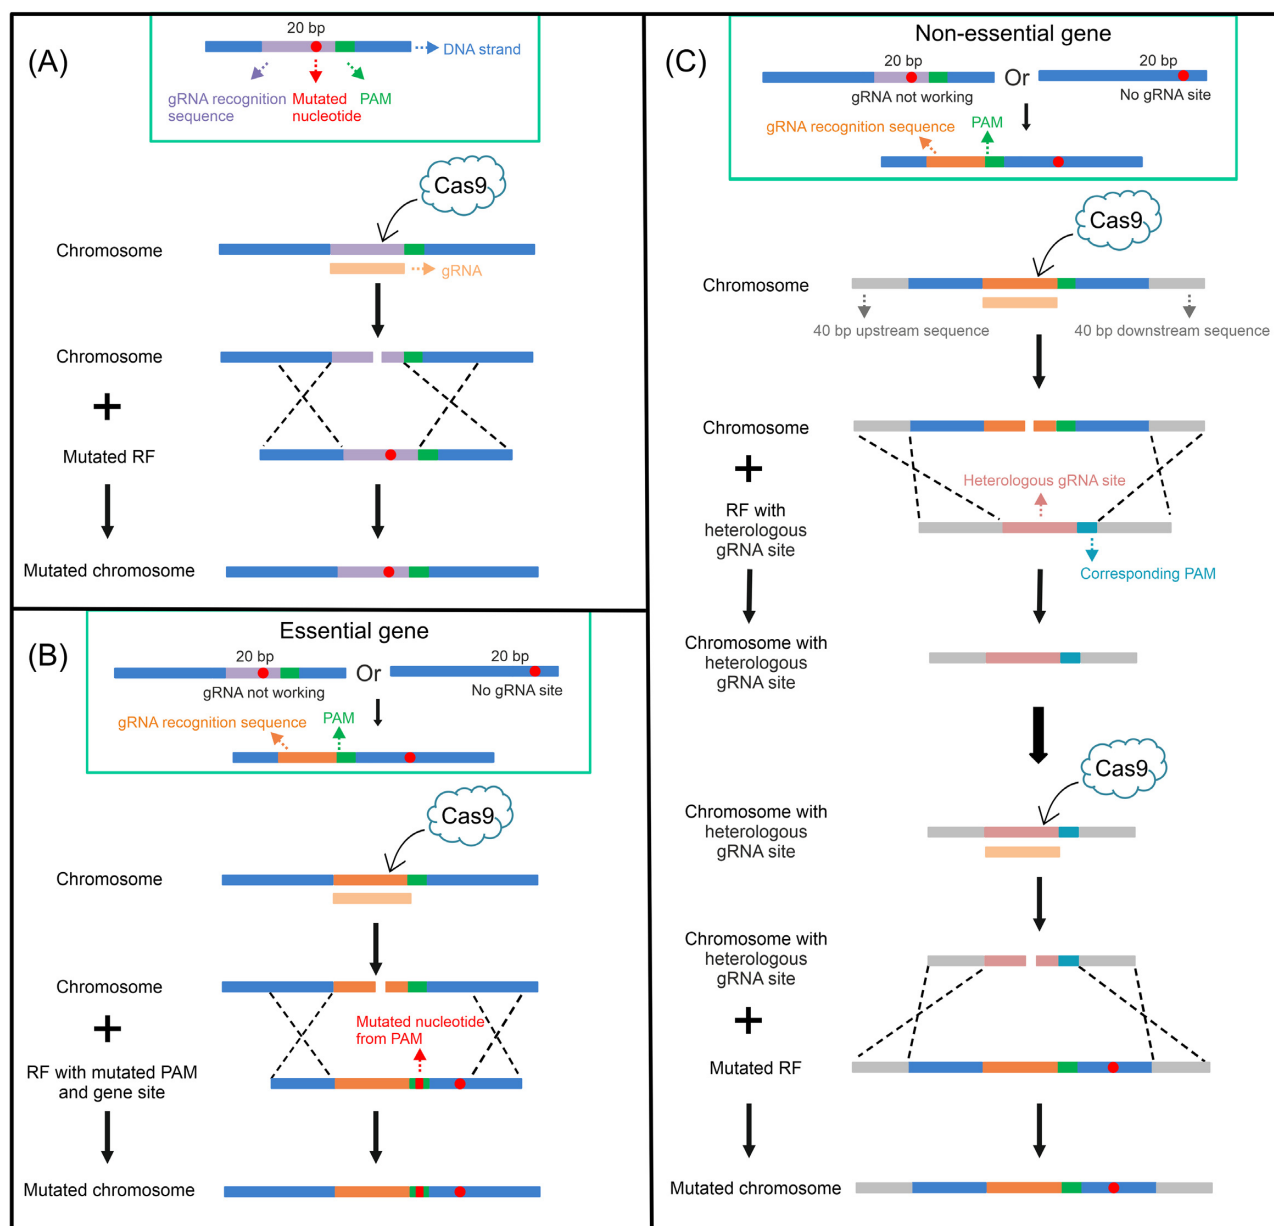 (A)
20 bp
DNA strand
gRNA recognition
sequence
Mutated
nucleotide
PAM
Cas9
Chromosome
gRNA
Chromosome
+
Mutated RF
Mutated chromosome
(B)
Essential gene
20 bp
Or
20 bp
gRNA not working
No gRNA site
gRNA recognition sequence
PAM
Cas9
Chromosome
Chromosome
+
Mutated nucleotide
from PAM
RF with mutated PAM
and gene site
Mutated chromosome
(C)
Non-essential gene
20 bp
Or
20 bp
gRNA not working
No gRNA site
gRNA recognition sequence
PAM
Cas9
Chromosome
40 bp upstream sequence
40 bp downstream sequence
Chromosome
+
Heterologous gRNA site
RF with
heterologous
gRNA site
Corresponding PAM
Chromosome with
heterologous
gRNA site
Cas9
Chromosome with
heterologous
gRNA site
Chromosome with
heterologous
gRNA site
+
Mutated RF
Mutated chromosome